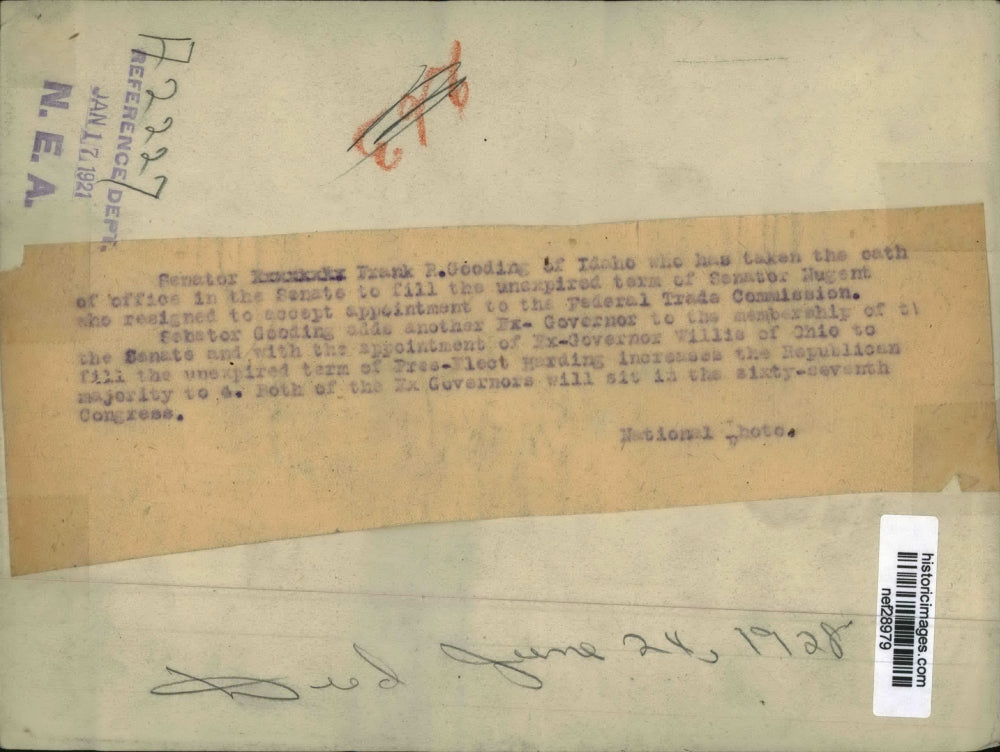 A2227
REFERENCE DEPT.
JAN 17 1921
N. E. A.
Senator xxxxxxxx Frank R.Gooding of Idaho who has taken the oath
of office in the Senate to fill the unexpired term of Senator Nugent
who resigned to accept appointment to the Federal Trade Commission.
Senator Gooding adds another Ex- Governor to the membership of t
the Senate and with the appointment of Ex-Governor Willis of Ohio to
fill the unexpired term of Pres-Elect Harding increases the Republican
majority to 4. Both of the Ex Governors will sit in the sixty-seventh
Congress.
National Photo.
historicimages.com
nef28979
Died June 24, 1928